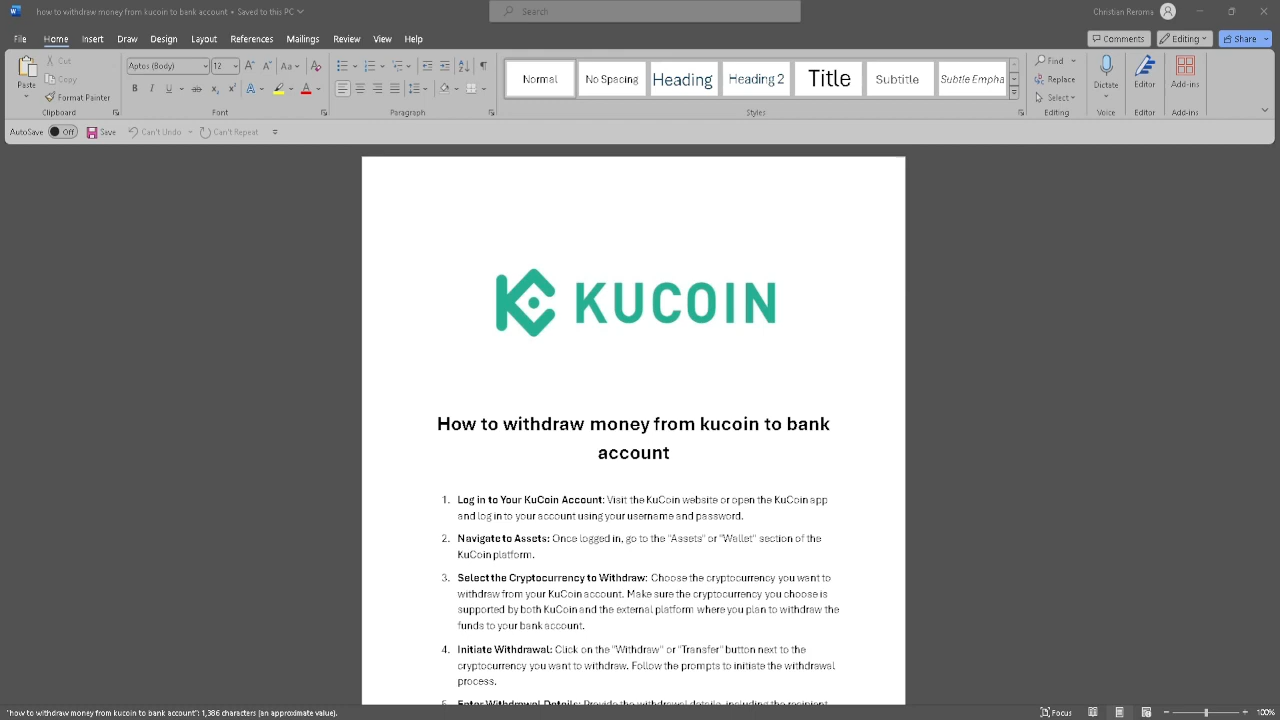 how to withdraw money from kucoin to bank account • Saved to this PC
Search
Christian Reroma
File Home Insert Draw Design Layout References Mailings Review View Help
Comments Editing Share
Paste
Cut
Copy
Format Painter
Clipboard
Aptos (Body) 12
Font
Paragraph
Normal
No Spacing
Heading
Heading 2
Title
Subtitle
Subtle Empha
Styles
Find
Replace
Select
Editing
Dictate
Voice
Editor
Editor
Add-ins
Add-ins
AutoSave Off Save Can't Undo Can't Repeat
KUCOIN
How to withdraw money from kucoin to bank
account
1. Log in to Your KuCoin Account: Visit the KuCoin website or open the KuCoin app
and log in to your account using your username and password.
2. Navigate to Assets: Once logged in, go to the "Assets" or "Wallet" section of the
KuCoin platform.
3. Select the Cryptocurrency to Withdraw: Choose the cryptocurrency you want to
withdraw from your KuCoin account. Make sure the cryptocurrency you choose is
supported by both KuCoin and the external platform where you plan to withdraw the
funds to your bank account.
4. Initiate Withdrawal: Click on the "Withdraw" or "Transfer" button next to the
cryptocurrency you want to withdraw. Follow the prompts to initiate the withdrawal
process.
5. Enter Withdrawal Details: Provide the withdrawal details, including the recipient
"how to withdraw money from kucoin to bank account": 1,386 characters (an approximate value).
Focus
100%